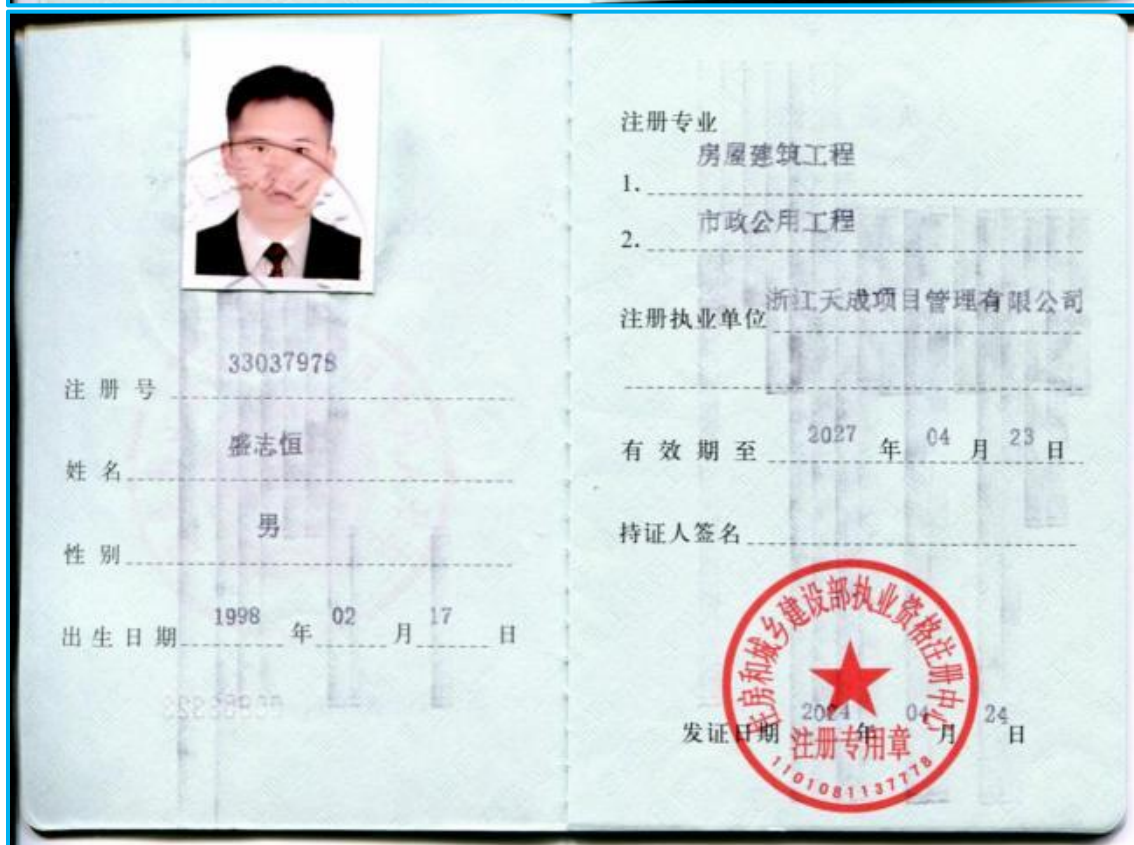 注册号 33037978
姓名 盛志恒
性别 男
出生日期 1998 年 02 月 17 日
注册专业
1. 房屋建筑工程
2. 市政公用工程
注册执业单位 浙江天成项目管理有限公司
有效期至 2027 年 04 月 23 日
持证人签名
住房和城乡建设部执业资格注册中心
发证日期 2024 年 04 月 24 日
注册专用章
1101081137778